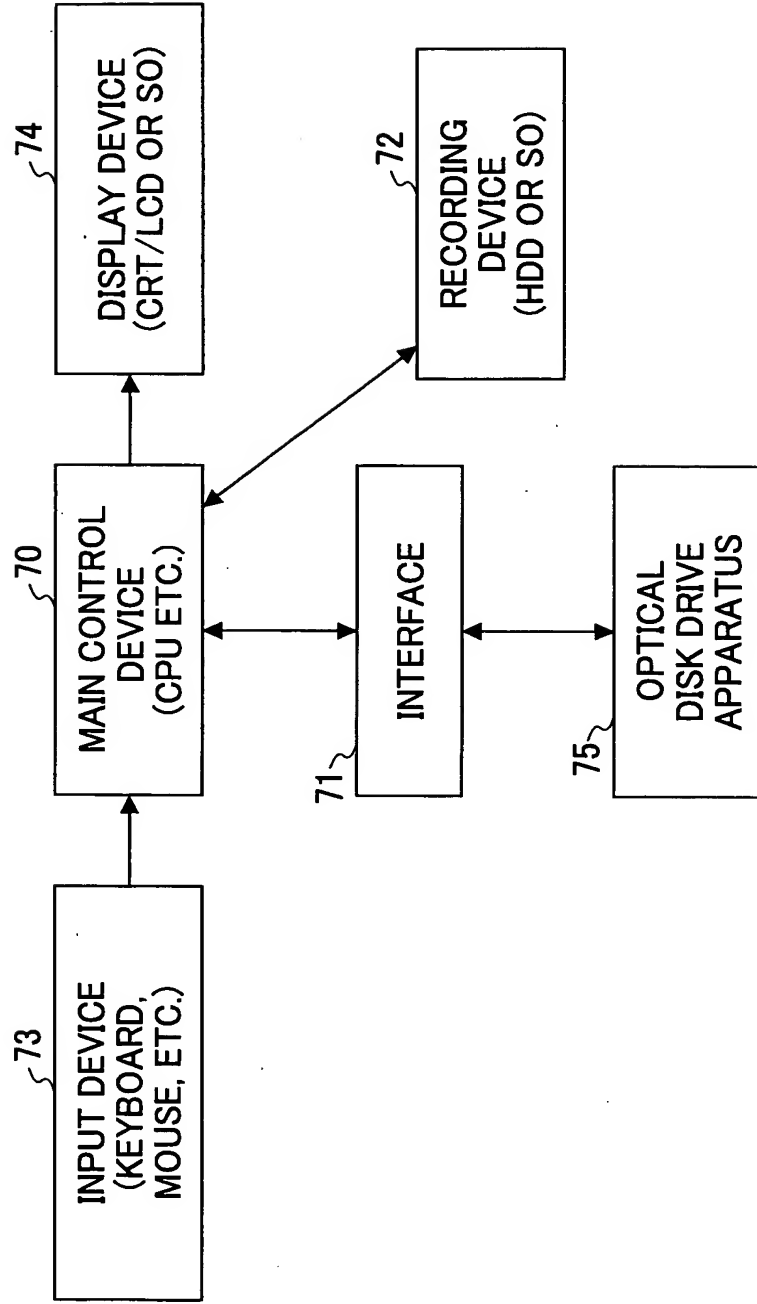 73
INPUT DEVICE
(KEYBOARD,
MOUSE, ETC.)
70
MAIN CONTROL
DEVICE
(CPU ETC.)
74
DISPLAY DEVICE
(CRT/LCD OR SO)
71
INTERFACE
72
RECORDING
DEVICE
(HDD OR SO)
75
OPTICAL
DISK DRIVE
APPARATUS